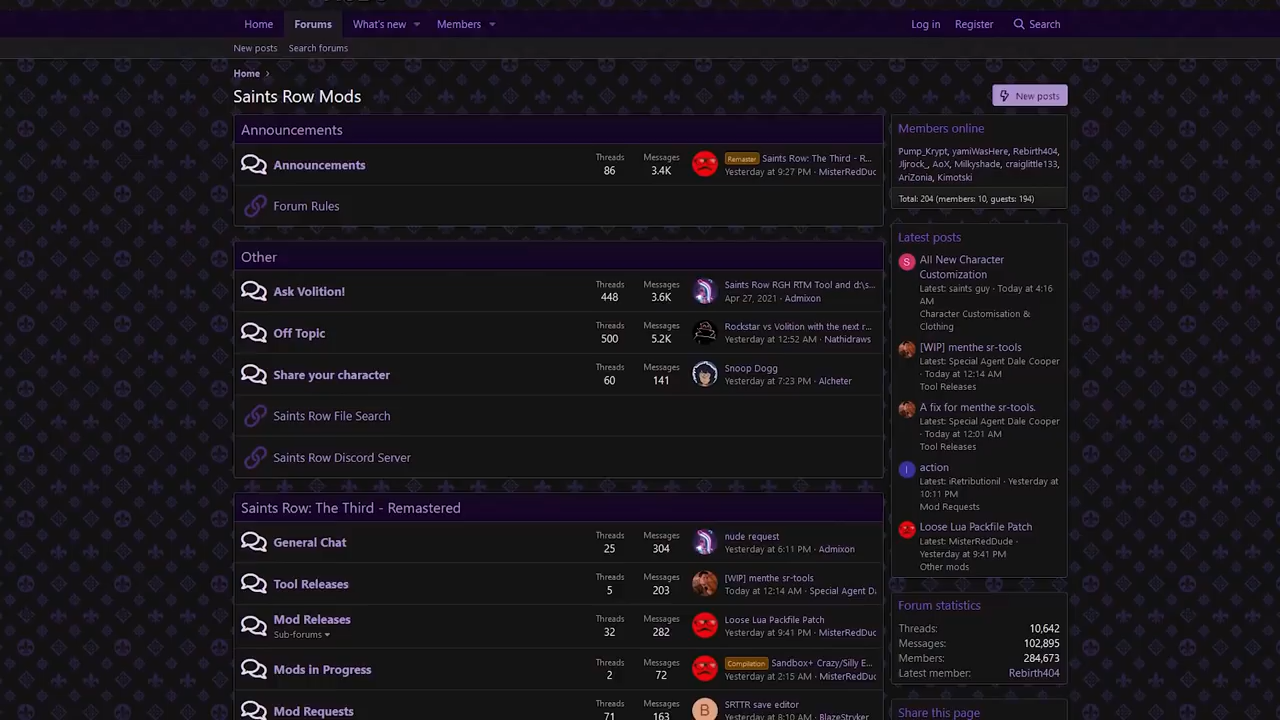 Home
Forums
What's new
Members
Log in
Register
Search
New posts
Search forums
Home
Saints Row Mods
New posts
Announcements
Announcements
Threads
86
Messages
3.4K
Remaster Saints Row: The Third - R...
Yesterday at 9:27 PM · MisterRedDuc
Forum Rules
Other
Ask Volition!
Threads
448
Messages
3.6K
Saints Row RGH RTM Tool and d:\s...
Apr 27, 2021 · Admixon
Off Topic
Threads
500
Messages
5.2K
Rockstar vs Volition with the next r...
Yesterday at 12:52 AM · Nathidraws
Share your character
Threads
60
Messages
141
Snoop Dogg
Yesterday at 7:23 PM · Alcheter
Saints Row File Search
Saints Row Discord Server
Saints Row: The Third - Remastered
General Chat
Threads
25
Messages
304
nude request
Yesterday at 6:11 PM · Admixon
Tool Releases
Threads
5
Messages
203
[WIP] menthe sr-tools
Today at 12:14 AM · Special Agent D
Mod Releases
Sub-forums
Threads
32
Messages
282
Loose Lua Packfile Patch
Yesterday at 9:41 PM · MisterRedDuc
Mods in Progress
Threads
2
Messages
72
Compilation Sandbox+ Crazy/Silly E...
Yesterday at 2:15 AM · MisterRedDuc
Mod Requests
Threads
71
Messages
163
B
SRTTR save editor
Yesterday at 8:10 AM · BlazeStryker
Members online
Pump_Krypt, yamiWasHere, Rebirth404,
Jljrock_, AoX, Milkyshade, craiglittle133,
AriZonia, Kimotski
Total: 204 (members: 10, guests: 194)
Latest posts
S
All New Character
Customization
Latest: saints guy · Today at 4:16
AM
Character Customisation &
Clothing
[WIP] menthe sr-tools
Latest: Special Agent Dale Cooper
· Today at 12:14 AM
Tool Releases
A fix for menthe sr-tools.
Latest: Special Agent Dale Cooper
· Today at 12:01 AM
Tool Releases
I
action
Latest: iRetributionil · Yesterday at
10:11 PM
Mod Requests
Loose Lua Packfile Patch
Latest: MisterRedDude ·
Yesterday at 9:41 PM
Other mods
Forum statistics
Threads: 10,642
Messages: 102,895
Members: 284,673
Latest member: Rebirth404
Share this page